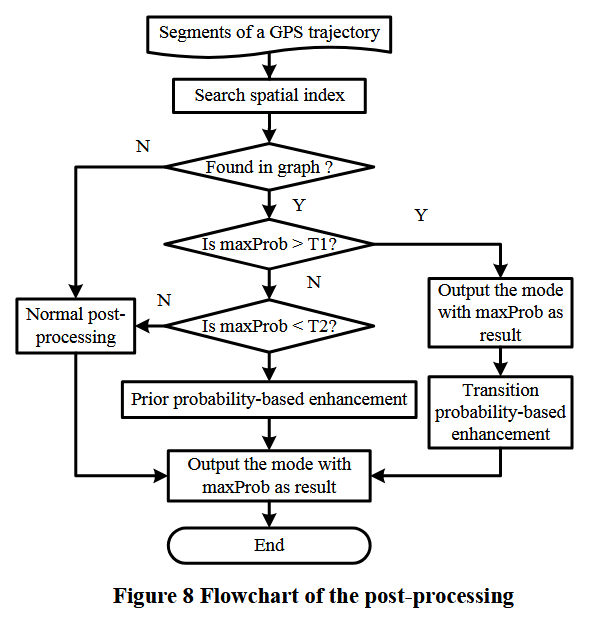 Segments of a GPS trajectory
Search spatial index
N
Found in graph ?
Y
Y
Is maxProb > T1?
N
Output the mode
with maxProb as
result
N
Normal post-
processing
Is maxProb < T2?
Prior probability-based enhancement
Transition
probability-based
enhancement
Output the mode with
maxProb as result
End
Figure 8 Flowchart of the post-processing